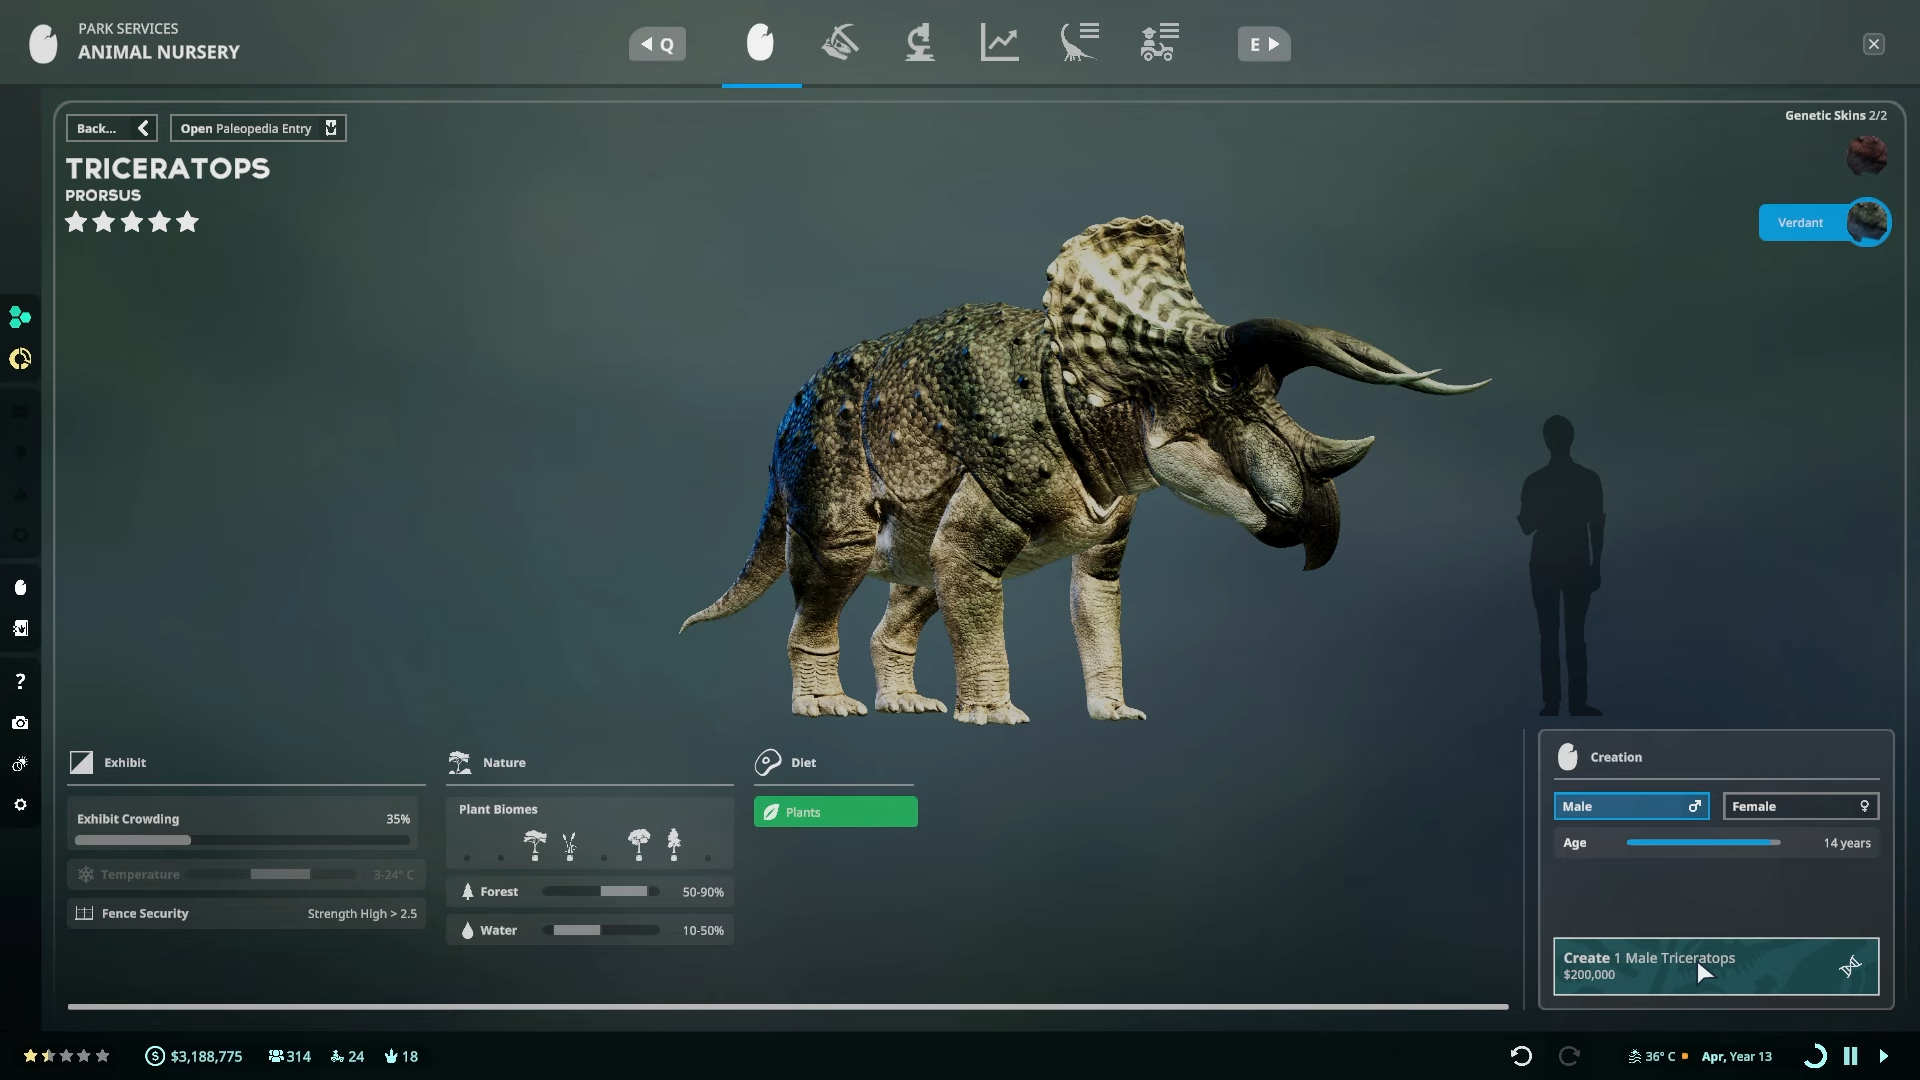 PARK SERVICES
ANIMAL NURSERY
Q
E
Back...
Open Paleopedia Entry
TRICERATOPS
PRORSUS
Genetic Skins 2/2
Verdant
Exhibit
Exhibit Crowding 35%
Temperature 3-24° C
Fence Security Strength High > 2.5
Nature
Plant Biomes
Forest 50-90%
Water 10-50%
Diet
Plants
Creation
Male
Female
Age 14 years
Create 1 Male Triceratops
$200,000
?
$3,188,775 314 24 18
36° C Apr, Year 13